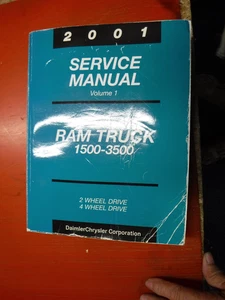 2001
SERVICE
MANUAL
Volume 1
RAM TRUCK
1500-3500
2 WHEEL DRIVE
4 WHEEL DRIVE
DaimlerChrysler Corporation